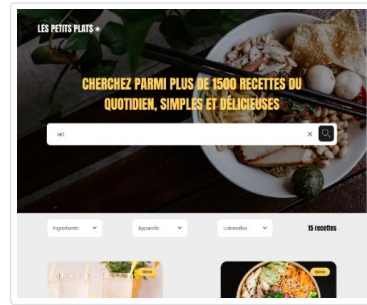 LES PETITS PLATS
CHERCHEZ PARMI PLUS DE 1500 RECETTES DU
QUOTIDIEN, SIMPLES ET DÉLICIEUSES
Ingrédients
Appareils
Ustensiles
15 recettes
10min